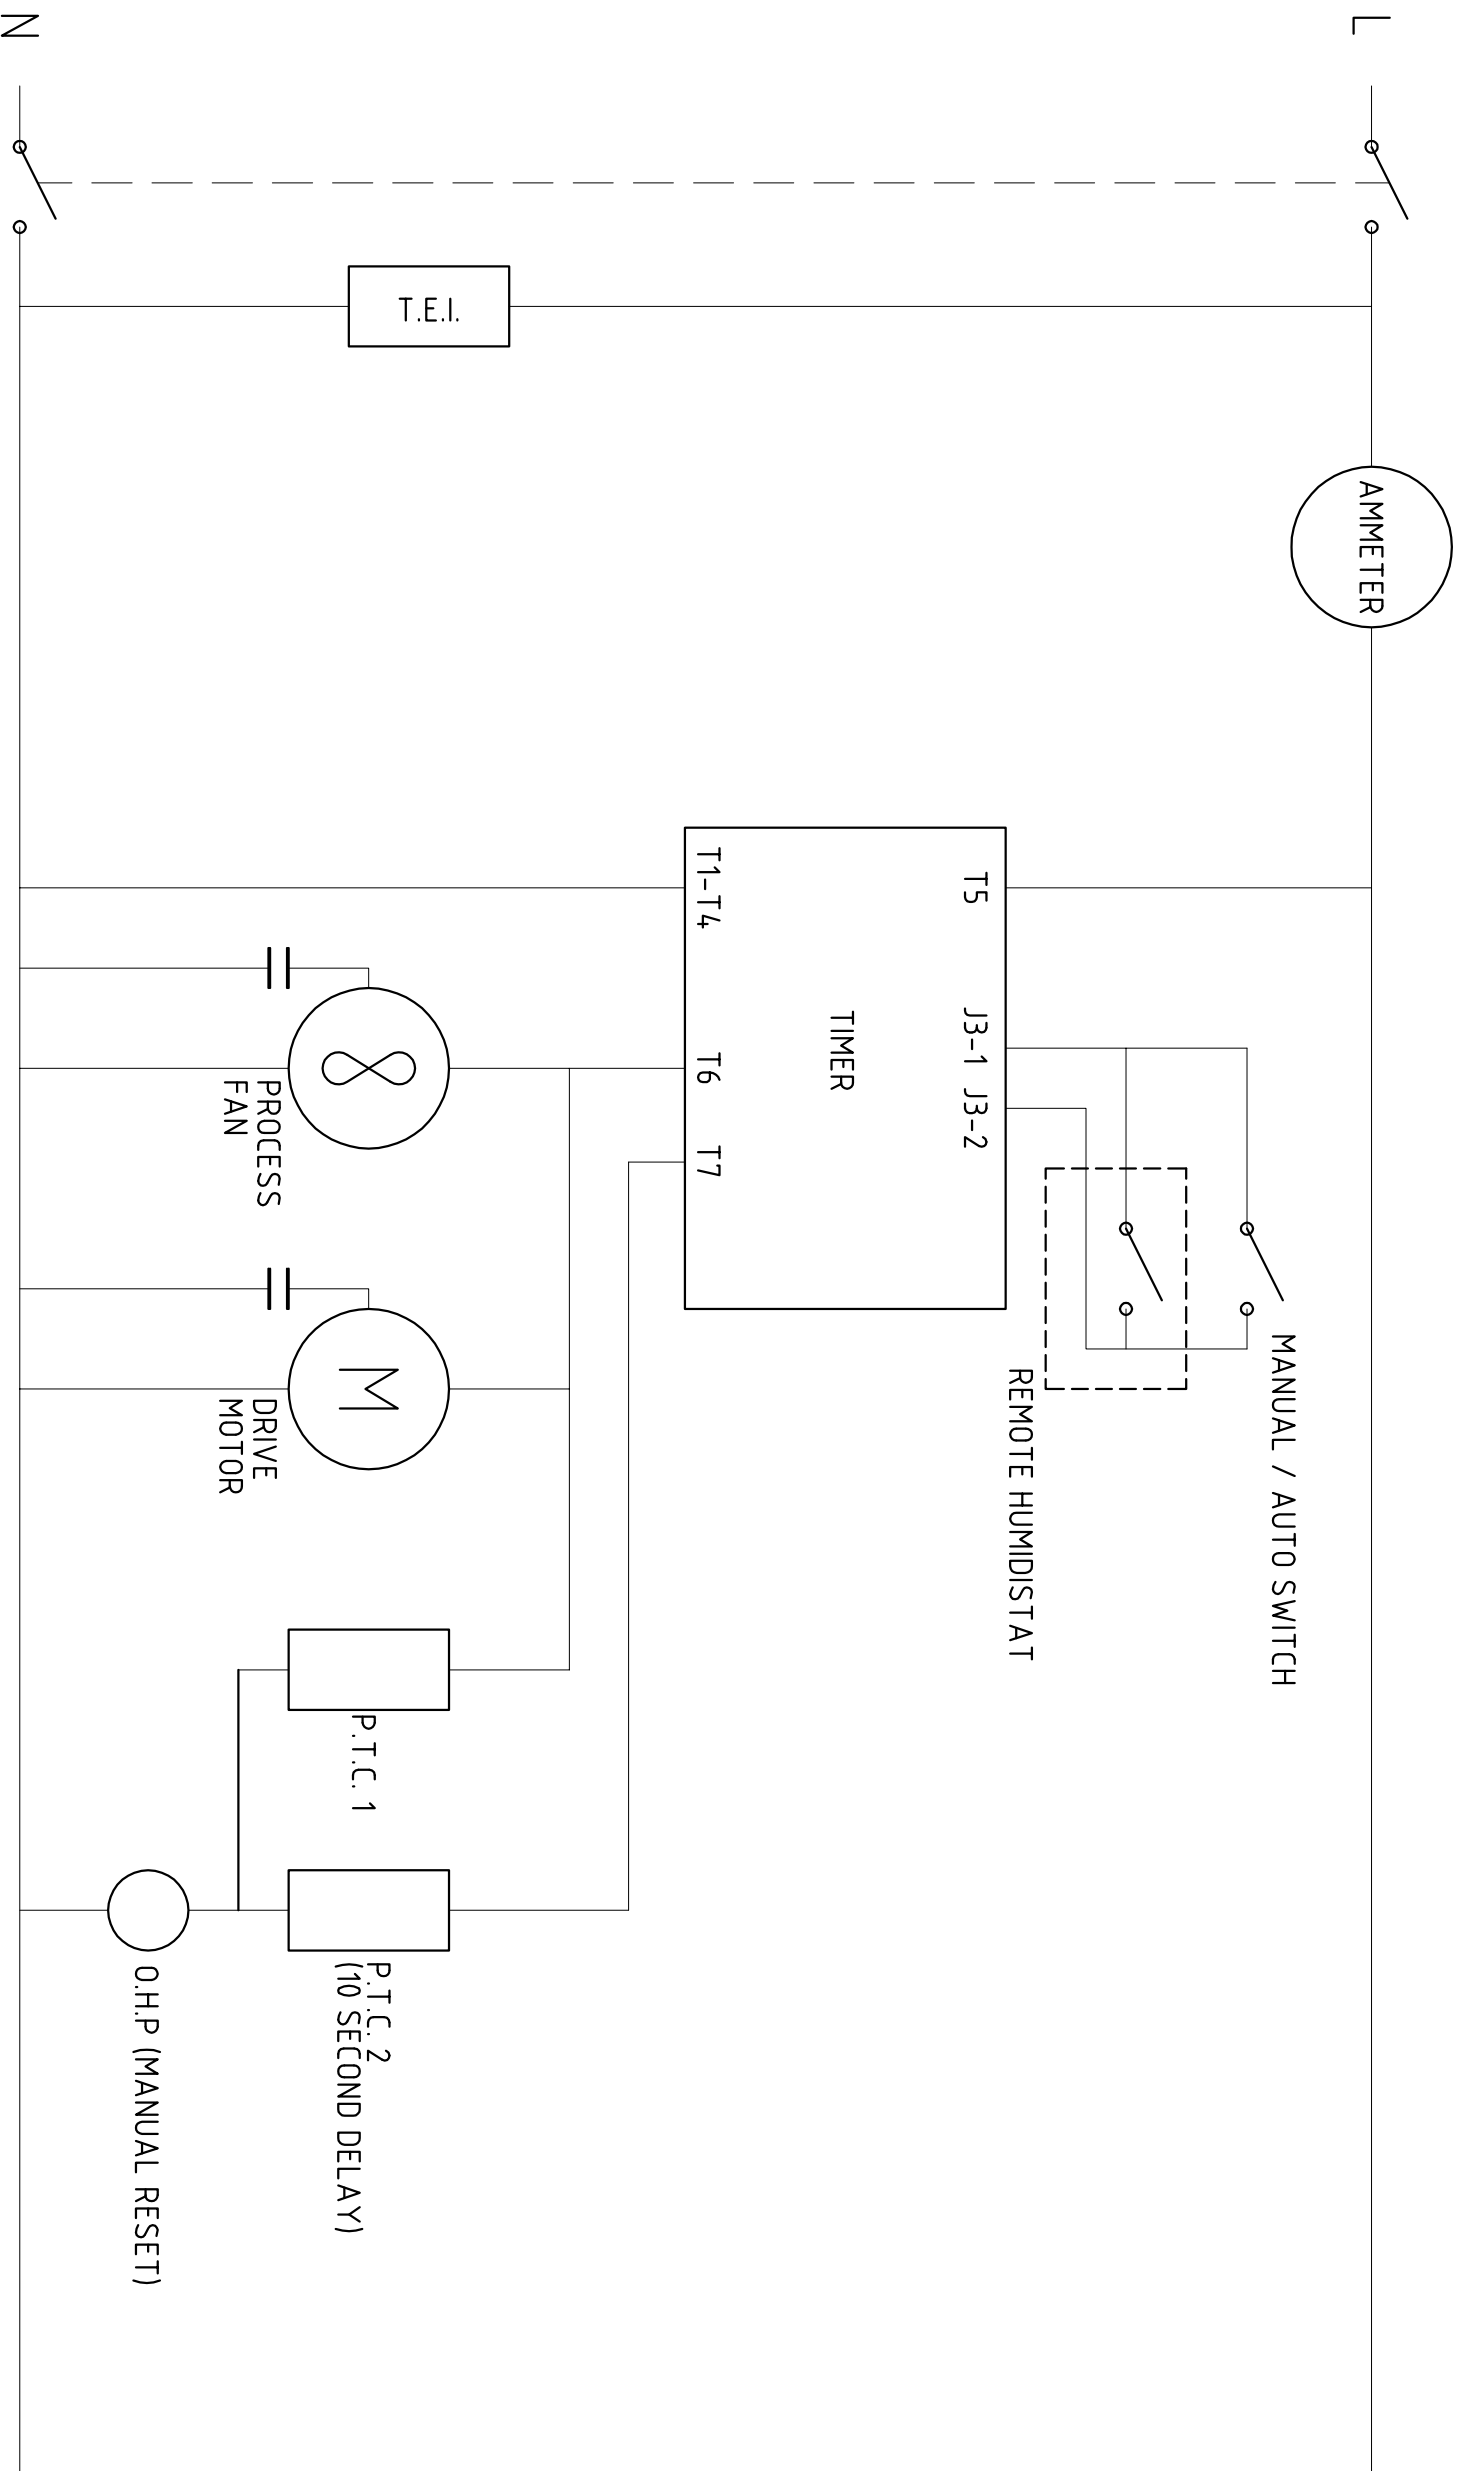 L
AMMETER
MANUAL / AUTO SWITCH
REMOTE HUMIDISTAT
T5
J3-1
J3-2
TIMER
T1-T4
T6
T7
T.E.I.
PROCESS
FAN
M
DRIVE
MOTOR
P.T.C. 1
P.T.C. 2
(10 SECOND DELAY)
O.H.P (MANUAL RESET)
N